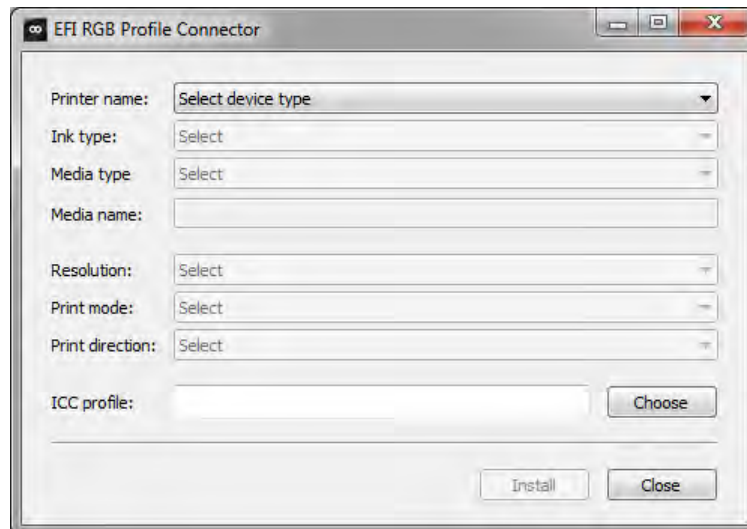 EFI RGB Profile Connector
Printer name: Select device type
Ink type: Select
Media type Select
Media name:
Resolution: Select
Print mode: Select
Print direction: Select
ICC profile: Choose
Install Close